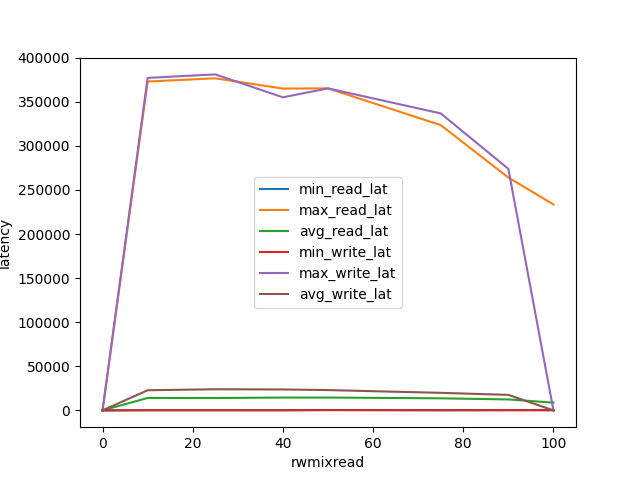 400000
350000
300000
250000
200000
150000
100000
50000
0
latency
min_read_lat
max_read_lat
avg_read_lat
min_write_lat
max_write_lat
avg_write_lat
0 20 40 60 80 100
rwmixread